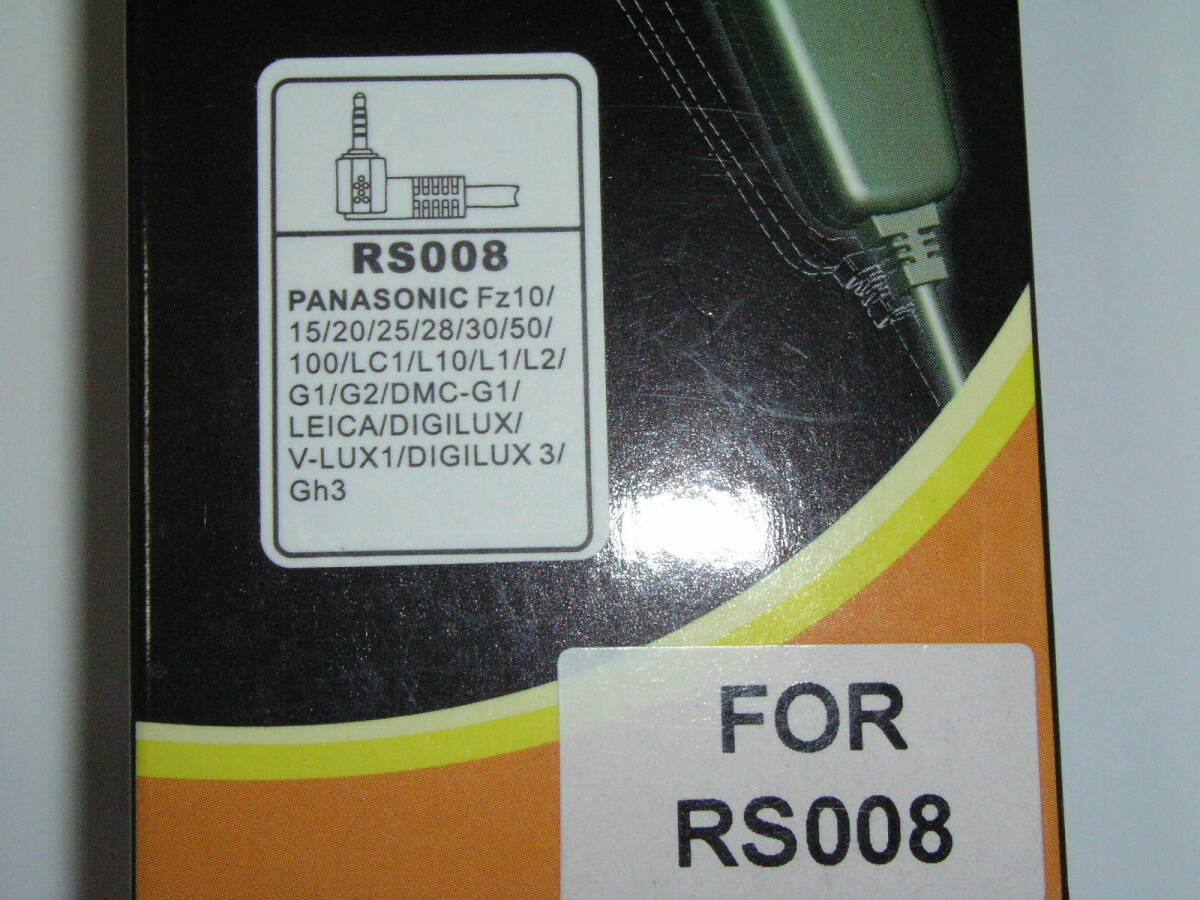 RS008
PANASONIC Fz10/
15/20/25/28/30/50/
100/LC1/L10/L1/L2/
G1/G2/DMC-G1/
LEICA/DIGILUX/
V-LUX1/DIGILUX 3/
Gh3
FOR
RS008